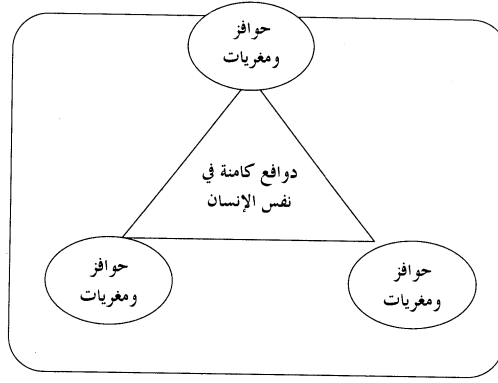 حوافز
ومغريات
دوافع كامنة في
نفس الإنسان
حوافز
ومغريات
حوافز
ومغريات